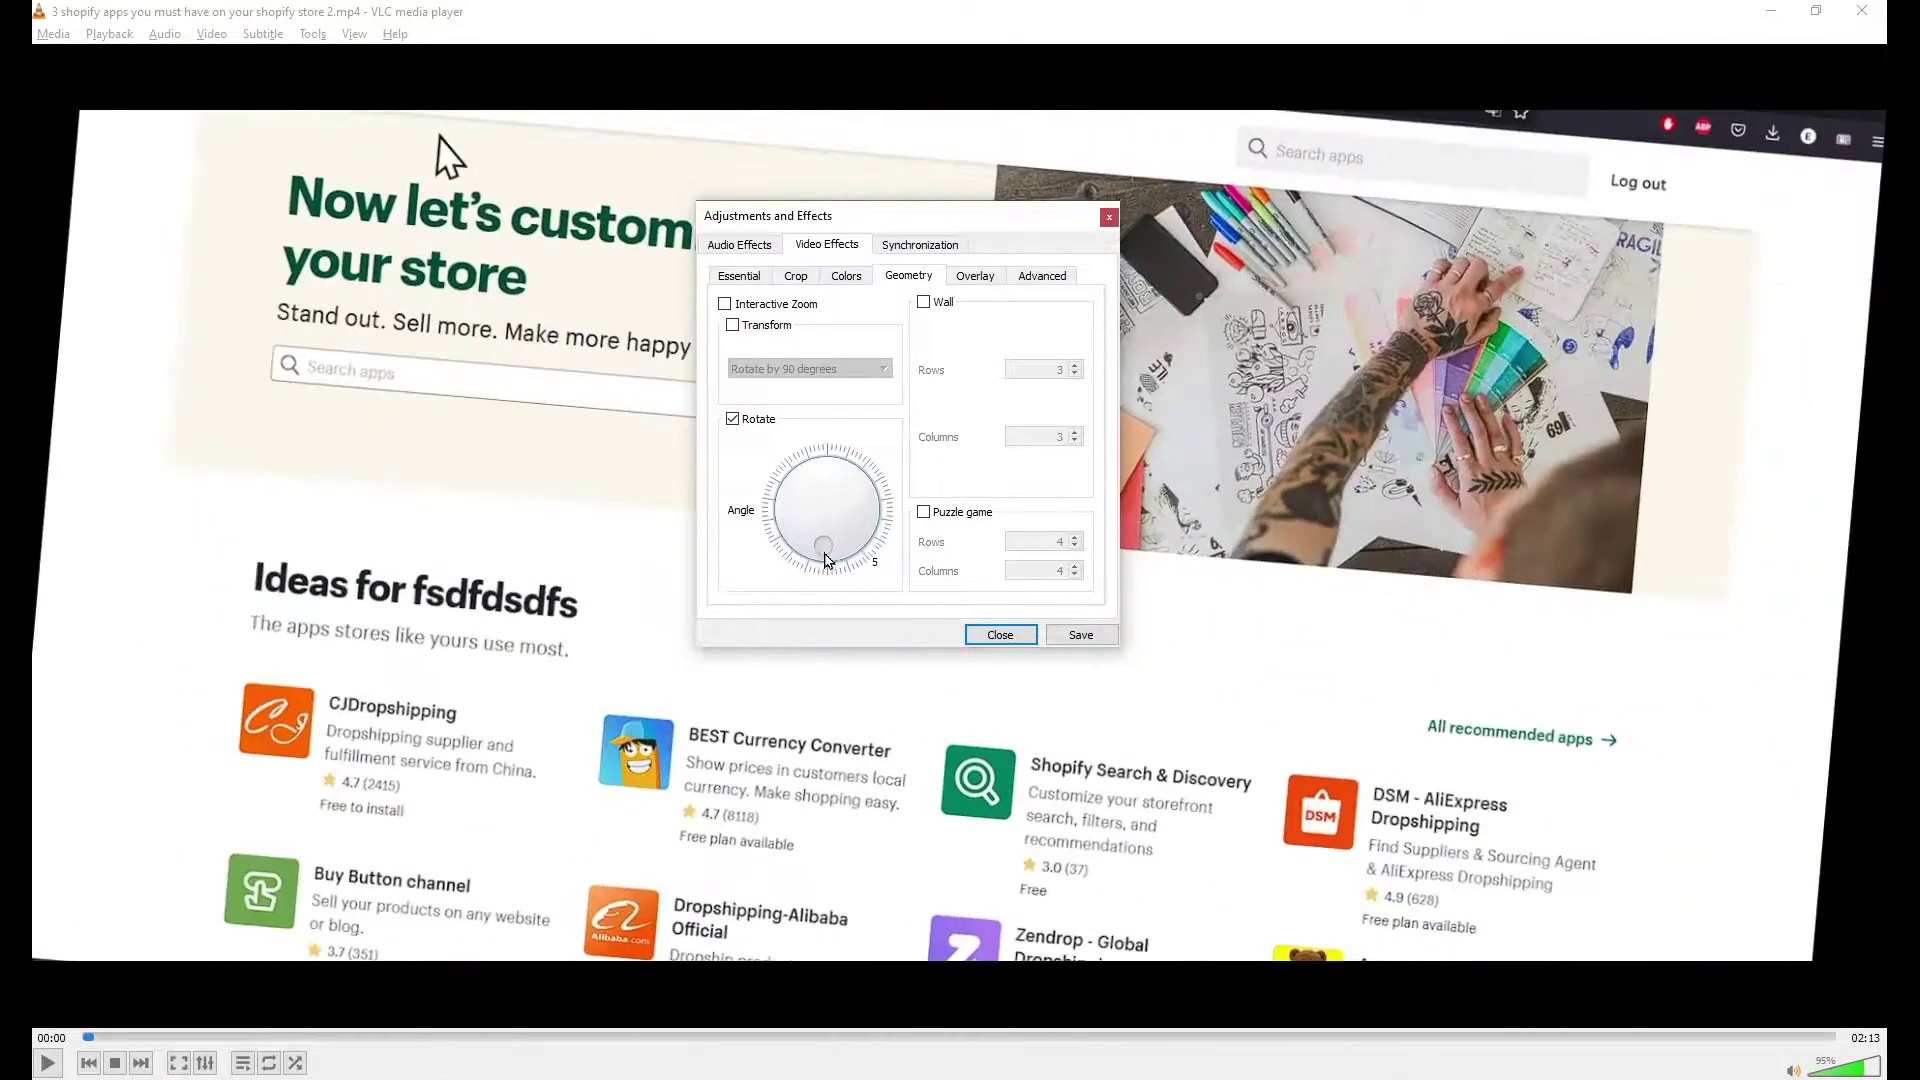 3 shopify apps you must have on your shopify store 2.mp4 - VLC media player
Media Playback Audio Video Subtitle Tools View Help
Search apps
Log out
ABP
E
Now let's custom
your store
Stand out. Sell more. Make more happy
Search apps
FRAGIL
69
Adjustments and Effects
x
Audio Effects Video Effects Synchronization
Essential Crop Colors Geometry Overlay Advanced
Interactive Zoom
Transform
Rotate by 90 degrees
Rotate
Angle
5
Wall
Rows 3
Columns 3
Puzzle game
Rows 4
Columns 4
Close Save
Ideas for fsdfdsdfs
The apps stores like yours use most.
All recommended apps →
CJ
CJDropshipping
Dropshipping supplier and
fulfillment service from China.
4.7 (2415)
Free to install
BEST Currency Converter
Show prices in customers local
currency. Make shopping easy.
4.7 (8118)
Free plan available
Shopify Search & Discovery
Customize your storefront
search, filters, and
recommendations
3.0 (37)
Free
DSM
DSM - AliExpress
Dropshipping
Find Suppliers & Sourcing Agent
& AliExpress Dropshipping
4.9 (628)
Free plan available
Buy Button channel
Sell your products on any website
or blog.
3.7 (351)
Alibaba.com
Dropshipping-Alibaba
Official
Zendrop - Global
00:00 02:13
95%